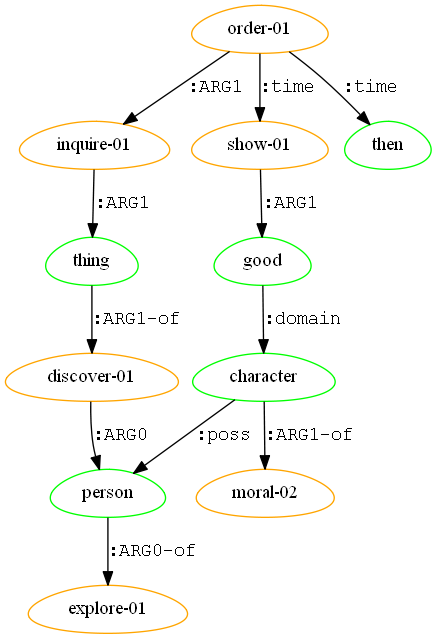 order-01
:ARG1 :time :time
inquire-01 show-01 then
:ARG1 :ARG1
thing good
:ARG1-of :domain
discover-01 character
:ARG0 :poss :ARG1-of
person moral-02
:ARG0-of
explore-01